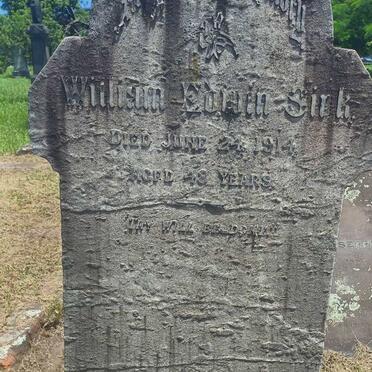 William Edwin Sirk
DIED JUNE 24, 1914
AGED 48 YEARS
"THY WILL BE DONE"